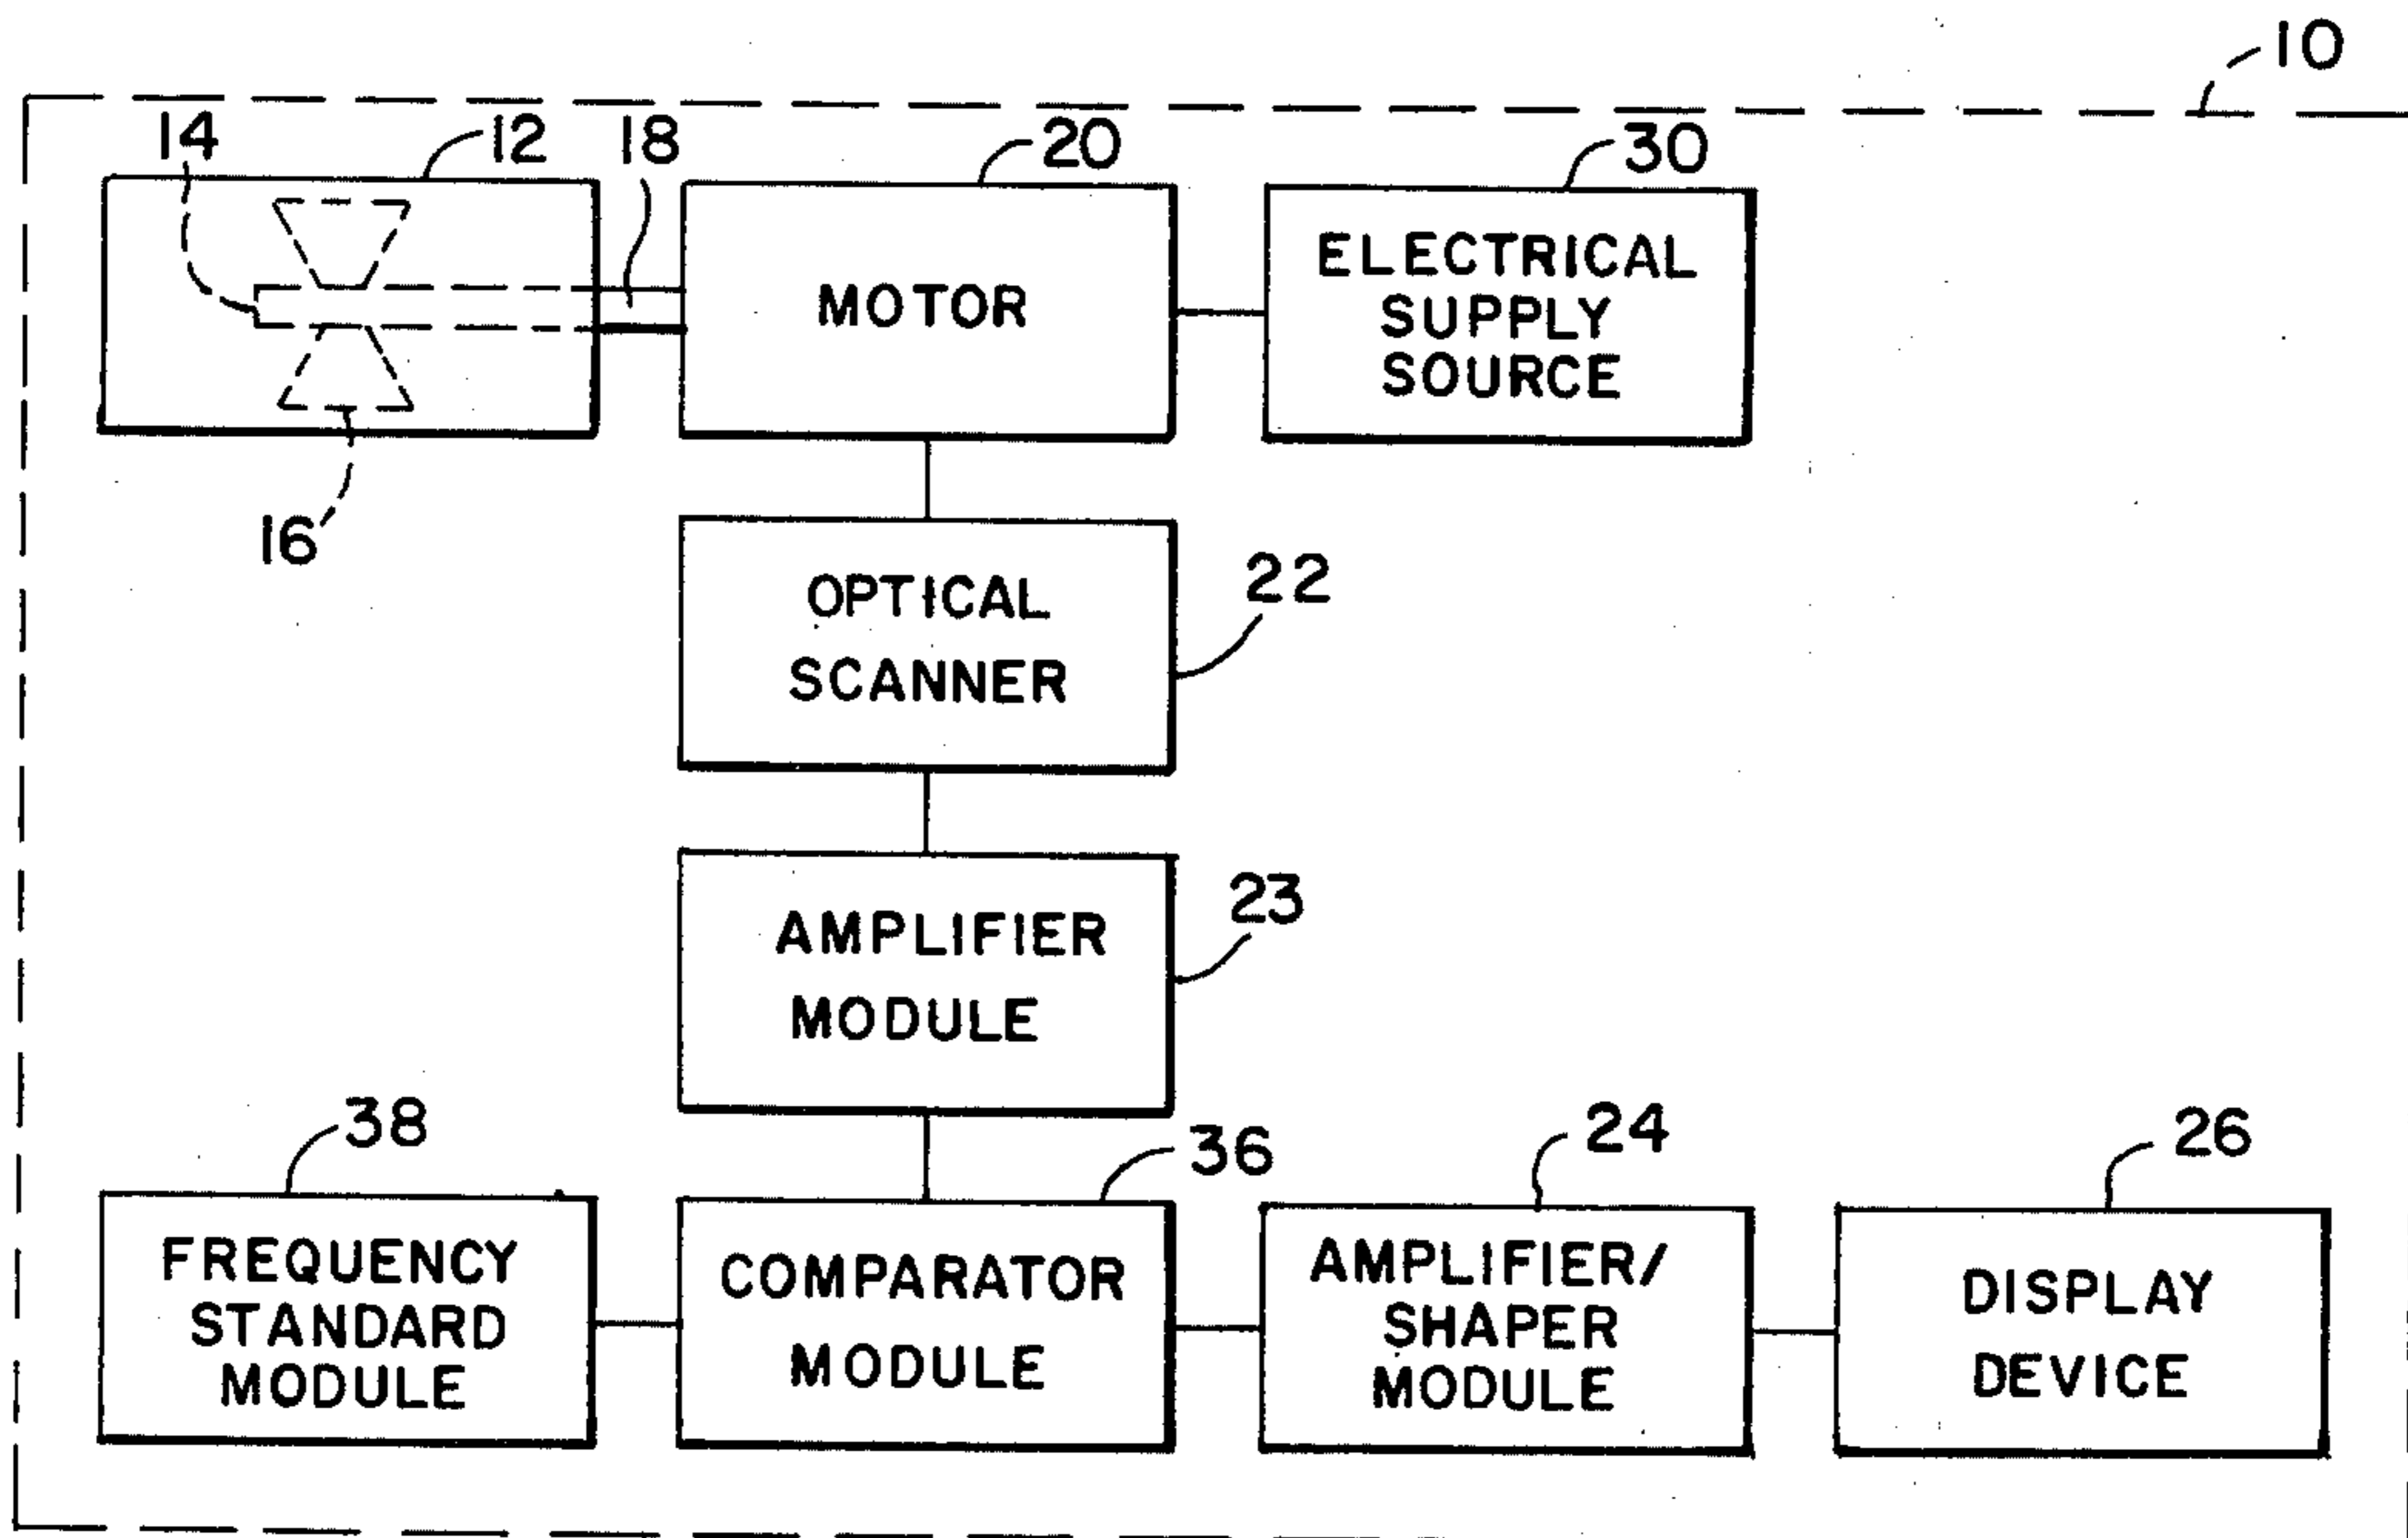 10
14
12
18
20
30
MOTOR
ELECTRICAL
SUPPLY
SOURCE
16
OPTICAL
SCANNER
22
AMPLIFIER
MODULE
23
38
36
24
26
FREQUENCY
STANDARD
MODULE
COMPARATOR
MODULE
AMPLIFIER/
SHAPER
MODULE
DISPLAY
DEVICE